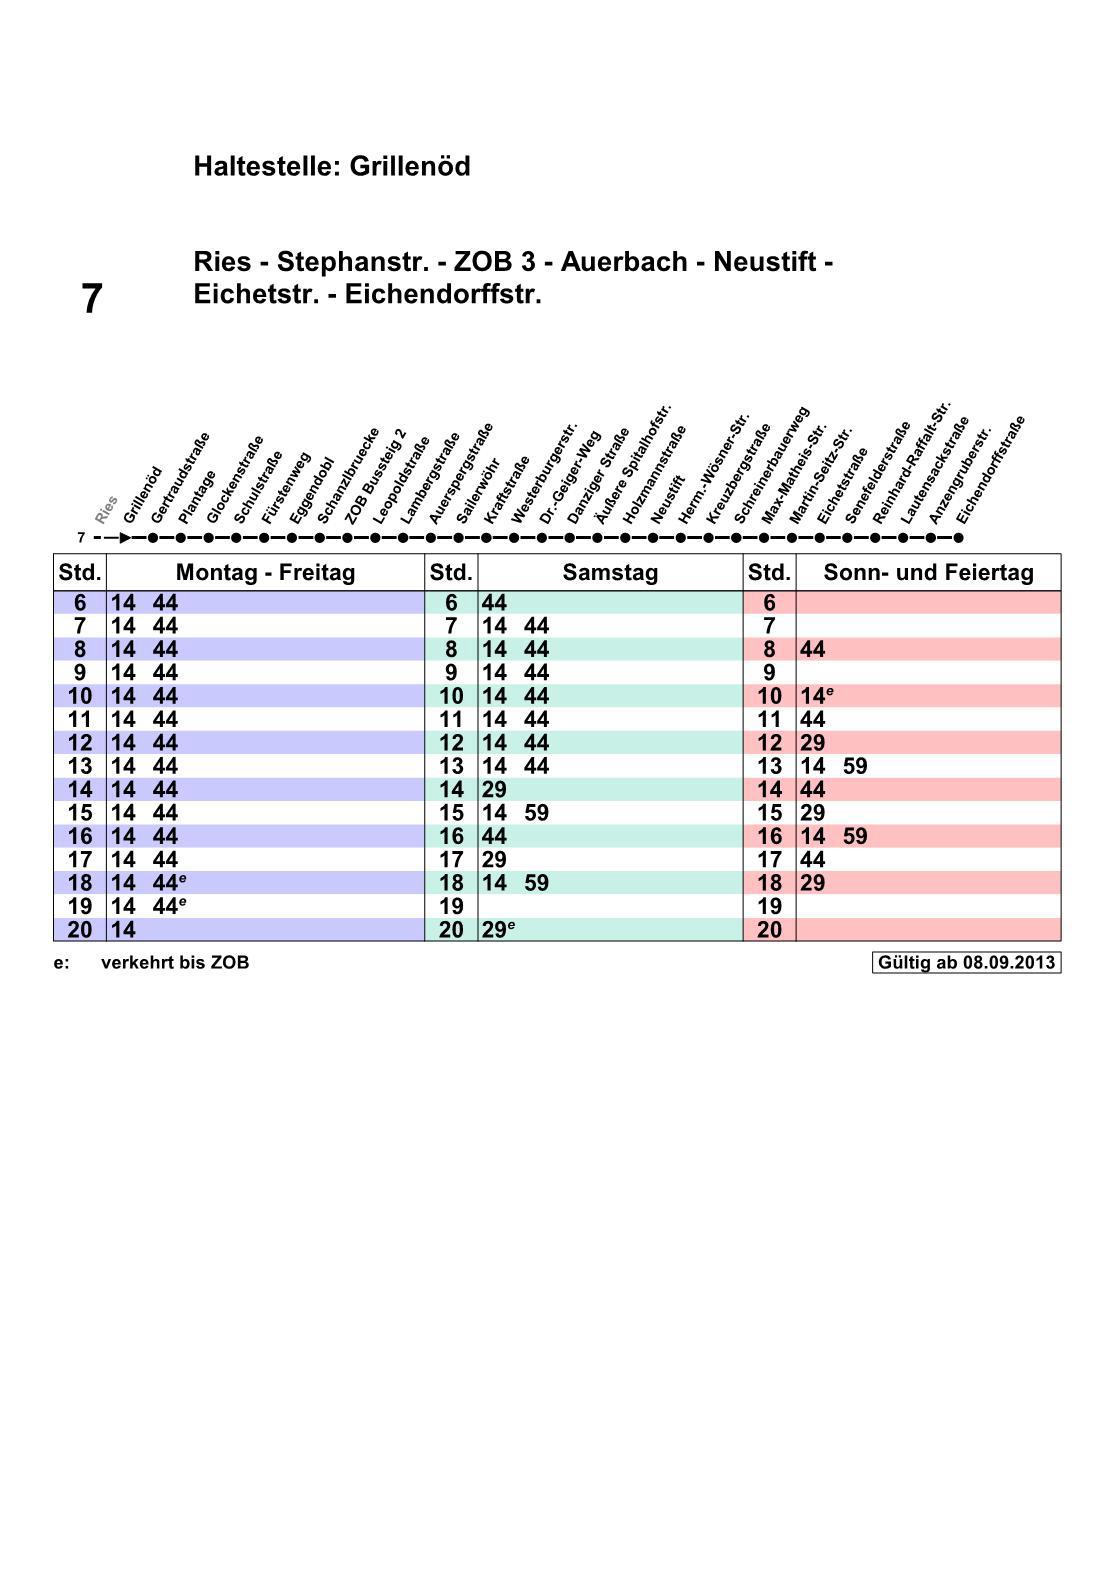 Haltestelle: Grillenöd
Ries - Stephanstr. - ZOB 3 - Auerbach - Neustift -
7
Eichetstr. - Eichendorffstr.
Ries
Grillenöd
Gertraudstraße
Plantage
Glockenstraße
Schulstraße
Fürstenweg
Eggendobl
Schanzlbruecke
ZOB Bussteig 2
Leopoldstraße
Lambergstraße
Auerspergstraße
Sailerwöhr
Kraftstraße
Westerburgerstr.
Dr.-Geiger-Weg
Danziger Straße
Äußere Spitalhofstr.
Holzmannstraße
Neustift
Herm.-Wösner-Str.
Kreuzbergstraße
Schreinerbauerweg
Max-Matheis-Str.
Martin-Seitz-Str.
Eichetstraße
Senefelderstraße
Reinhard-Raffalt-Str.
Lautensackstraße
Anzengruberstr.
Eichendorffstraße
7
Std. Montag - Freitag Std. Samstag Std. Sonn- und Feiertag
6 14 44 6 44 6
7 14 44 7 14 44 7
8 14 44 8 14 44 8 44
9 14 44 9 14 44 9
10 14 44 10 14 44 10 14e
11 14 44 11 14 44 11 44
12 14 44 12 14 44 12 29
13 14 44 13 14 44 13 14 59
14 14 44 14 29 14 44
15 14 44 15 14 59 15 29
16 14 44 16 44 16 14 59
17 14 44 17 29 17 44
18 14 44e 18 14 59 18 29
19 14 44e 19 19
20 14 20 29e 20
e: verkehrt bis ZOB Gültig ab 08.09.2013